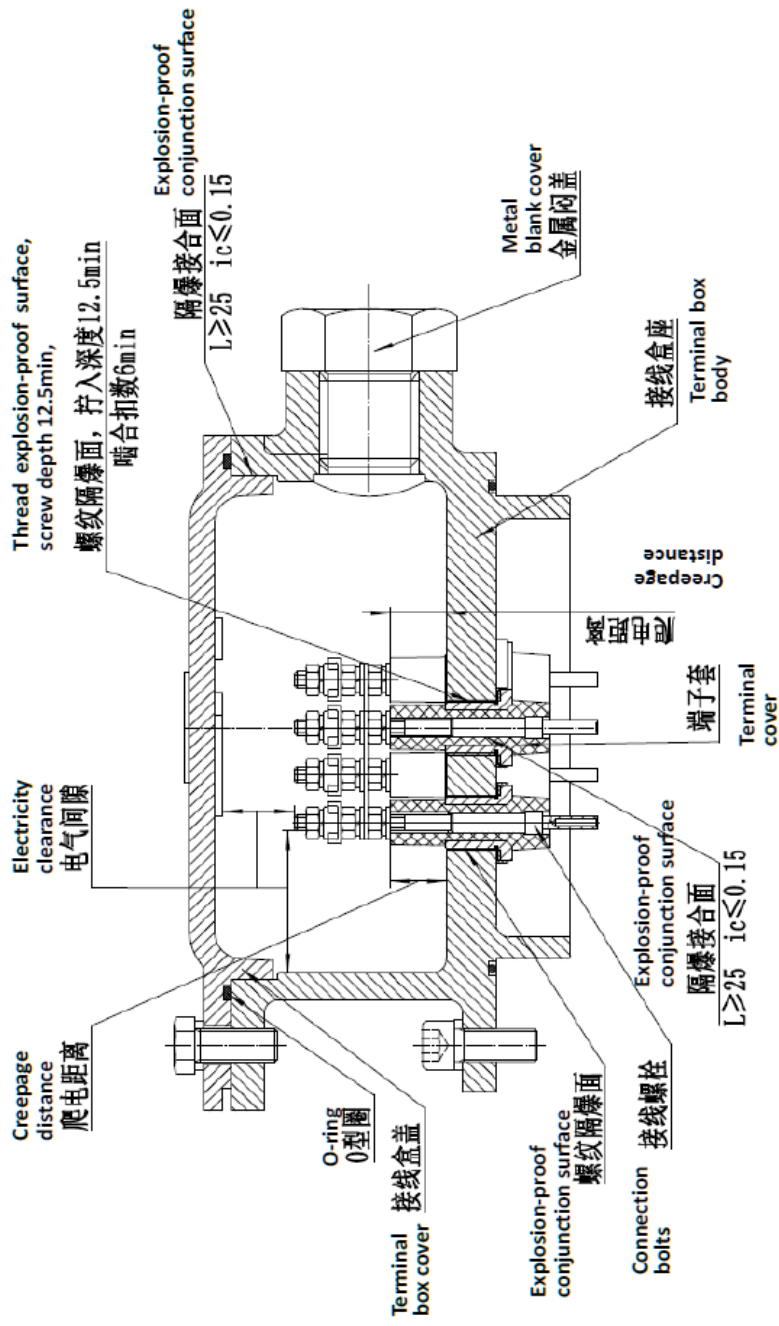 Creepage
distance
爬电距离
Electricity
clearance
电气间隙
Thread explosion-proof surface,
screw depth 12.5min,
螺纹隔爆面，拧入深度12.5min
啮合扣数6min
Explosion-proof
conjunction surface
隔爆接合面
L≥25 ic≤0.15
O-ring
O型圈
Terminal
box cover
接线盒盖
Explosion-proof
conjunction surface
螺纹隔爆面
Connection
bolts
接线螺栓
Explosion-proof
conjunction surface
隔爆接合面
L≥25 ic≤0.15
端子套
Terminal
cover
爬电距离
Creepage
distance
接线盒座
Terminal box
body
Metal
blank cover
金属闷盖